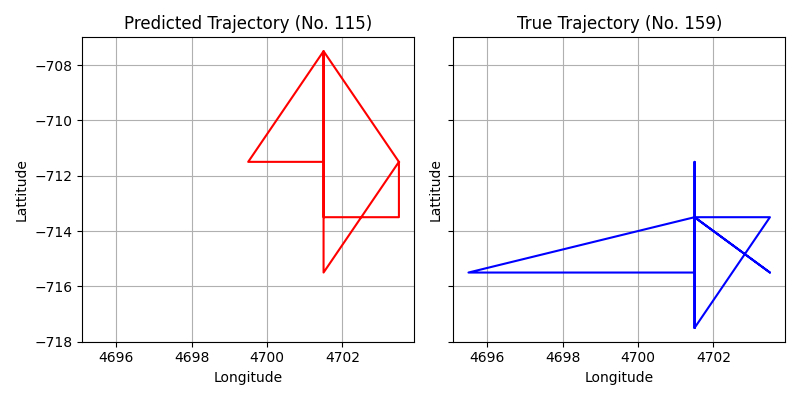 Predicted Trajectory (No. 115)
True Trajectory (No. 159)
Lattitude
−708
−710
−712
−714
−716
−718
4696
4698
4700
4702
Longitude
Lattitude
4696
4698
4700
4702
Longitude